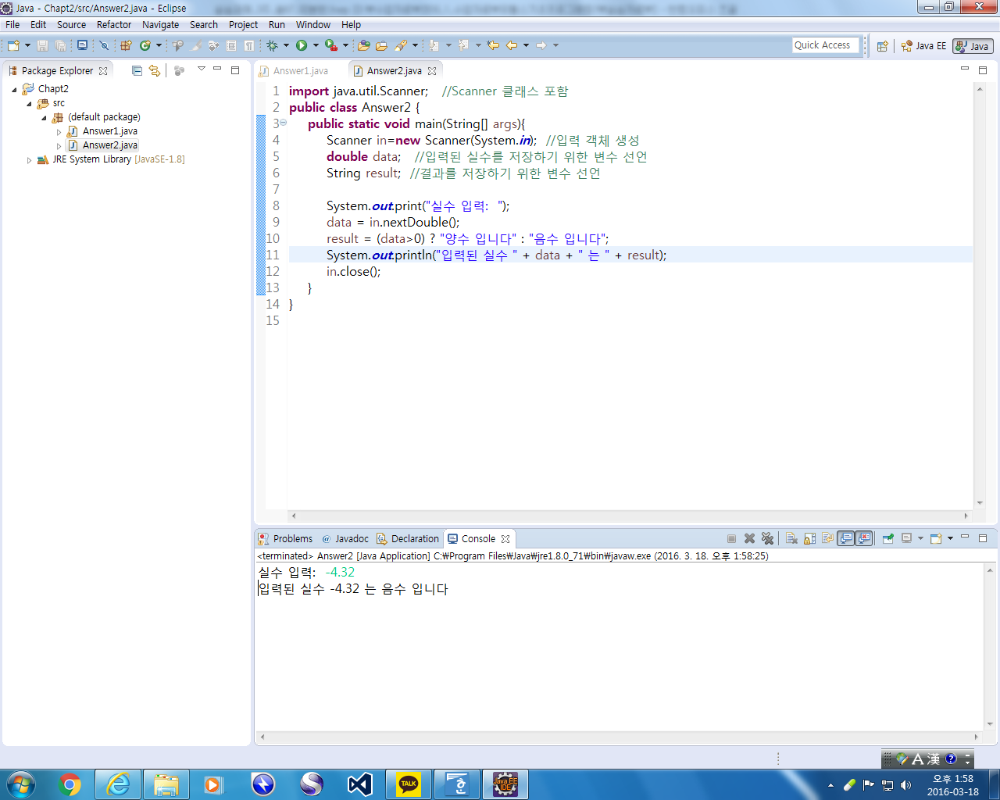 Java - Chapt2/src/Answer2.java - Eclipse
File Edit Source Refactor Navigate Search Project Run Window Help
Quick Access
Java EE
Java
Package Explorer
Chapt2
src
(default package)
Answer1.java
Answer2.java
JRE System Library [JavaSE-1.8]
Answer1.java
Answer2.java
1 import java.util.Scanner; //Scanner 클래스 포함
2 public class Answer2 {
3 public static void main(String[] args){
4 Scanner in=new Scanner(System.in); //입력 객체 생성
5 double data; //입력된 실수를 저장하기 위한 변수 선언
6 String result; //결과를 저장하기 위한 변수 선언
7
8 System.out.print("실수 입력: ");
9 data = in.nextDouble();
10 result = (data>0) ? "양수 입니다" : "음수 입니다";
11 System.out.println("입력된 실수 " + data + " 는 " + result);
12 in.close();
13 }
14 }
15
Problems @ Javadoc Declaration Console
<terminated> Answer2 [Java Application] C:₩Program Files₩Java₩jre1.8.0_71₩bin₩javaw.exe (2016. 3. 18. 오후 1:58:25)
실수 입력: -4.32
입력된 실수 -4.32 는 음수 입니다
A 漢
TALK
한
Java EE
IDE
오후 1:58
2016-03-18